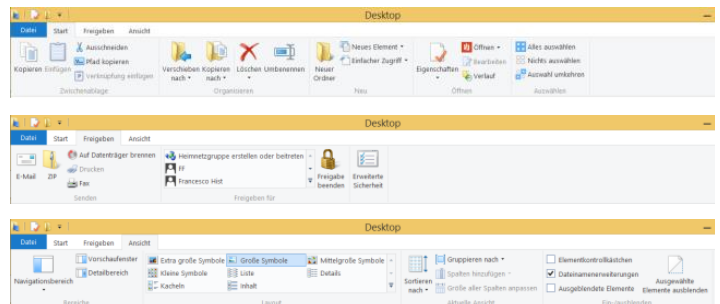 Desktop
Datei Start Freigeben Ansicht
Kopieren Einfügen
Ausschneiden
Pfad kopieren
Verknüpfung einfügen
Verschieben nach
Kopieren nach
Löschen
Umbenennen
Neuer Ordner
Neues Element
Einfacher Zugriff
Eigenschaften
Öffnen
Bearbeiten
Verlauf
Alles auswählen
Nichts auswählen
Auswahl umkehren
Zwischenablage Organisieren Neu Öffnen Auswählen
Desktop
Datei Start Freigeben Ansicht
E-Mail ZIP
Auf Datenträger brennen
Drucken
Fax
Heimnetzgruppe erstellen oder beitreten
FF
Francesco Hist
Freigabe beenden
Erweiterte Sicherheit
Senden Freigeben für
Desktop
Datei Start Freigeben Ansicht
Navigationsbereich
Vorschaufenster
Detailbereich
Extra große Symbole Große Symbole Mittelgroße Symbole
Kleine Symbole Liste Details
Kacheln Inhalt
Sortieren nach
Gruppieren nach
Spalten hinzufügen
Größe aller Spalten anpassen
Elementkontrollkästchen
Dateinamenerweiterungen
Ausgeblendete Elemente
Ausgewählte Elemente ausblenden
Bereiche Layout Aktuelle Ansicht Ein-/ausblenden